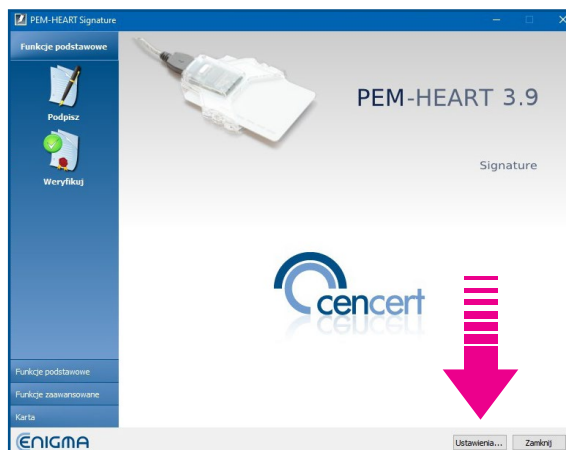 PEM-HEART Signature
Funkcje podstawowe
Podpisz
Weryfikuj
PEM-HEART 3.9
Signature
cencert
Funkcje podstawowe
Funkcje zaawansowane
Karta
ENIGMA
Ustawienia...
Zamknij